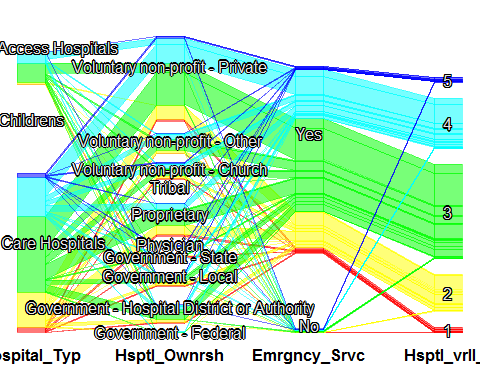 Access Hospitals
Childrens
Care Hospitals
Voluntary non-profit - Private
Voluntary non-profit - Other
Voluntary non-profit - Church
Tribal
Proprietary
Physician
Government - State
Government - Local
Government - Hospital District or Authority
Government - Federal
Yes
No
5
4
3
2
1
ospital_Typ
Hsptl_Ownrsh
Emrgncy_Srvc
Hsptl_vrll_